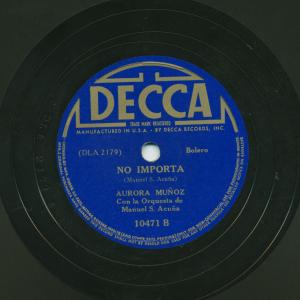 DECCA
TRADE MARK REGISTERED
MANUFACTURED IN U.S.A. - BY DECCA RECORDS, INC.
(DLA 2179)
Bolero
NO IMPORTA
(Manuel S. Acuña)
AURORA MUÑOZ
Con la Orquesta de
Manuel S. Acuña
10471 B